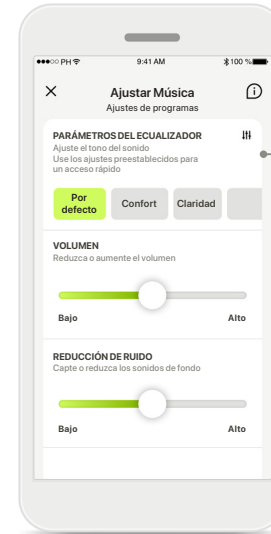 PH 9:41 AM 100 %
Ajustar Música
Ajustes de programas
PARÁMETROS DEL ECUALIZADOR
Ajuste el tono del sonido
Use los ajustes preestablecidos para
un acceso rápido
Por
defecto
Confort
Claridad
VOLUMEN
Reduzca o aumente el volumen
Bajo Alto
REDUCCIÓN DE RUIDO
Capte o reduzca los sonidos de fondo
Bajo Alto